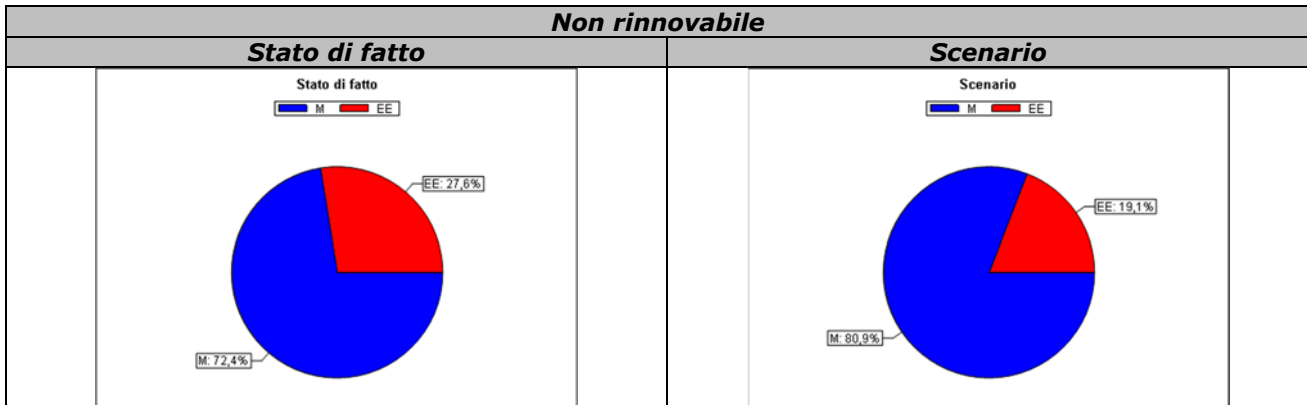 Non rinnovabile
Stato di fatto
Scenario
Stato di fatto
M EE
EE: 27,6%
M: 72,4%
Scenario
M EE
EE: 19,1%
M: 80,9%